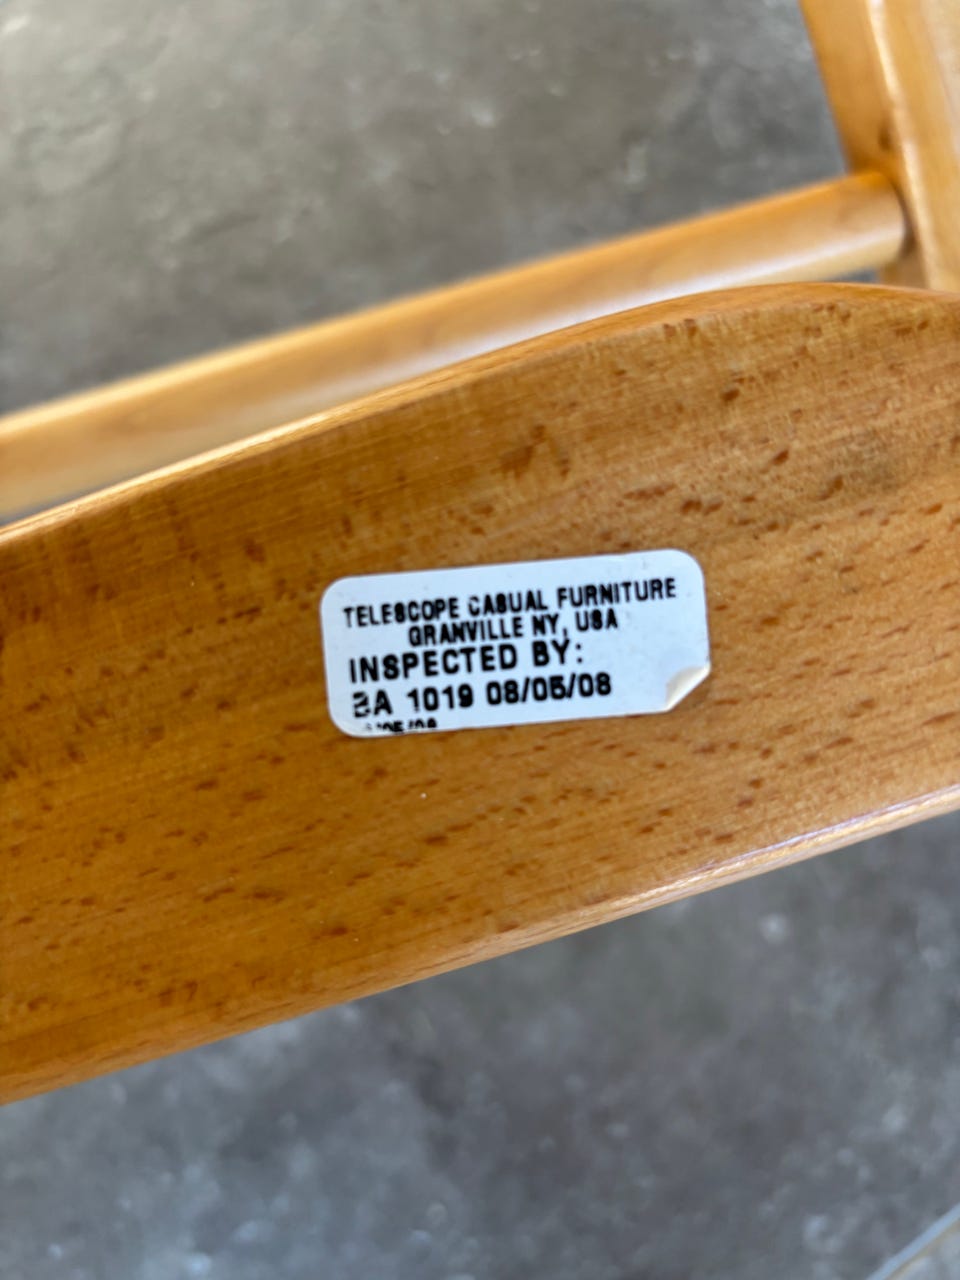 TELESCOPE CASUAL FURNITURE
GRANVILLE NY, USA
INSPECTED BY:
BA 1019 08/05/08